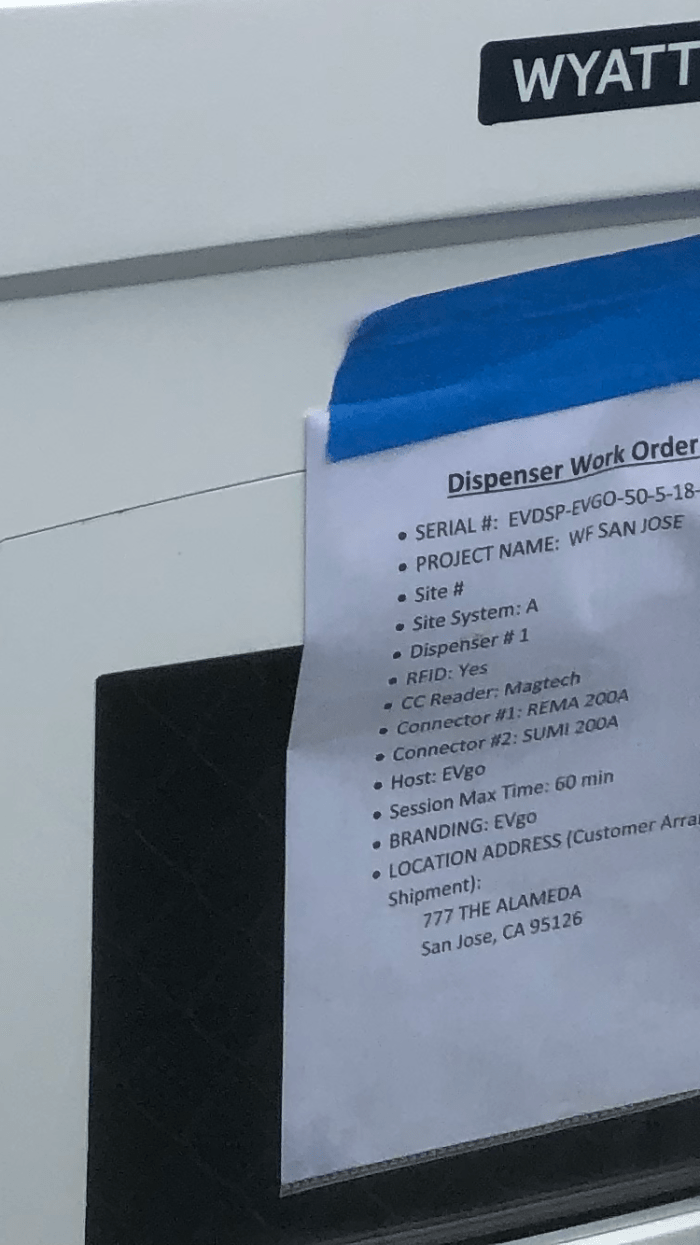 WYATT
Dispenser Work Order
• SERIAL #: EVDSP-EVGO-50-5-18-
• PROJECT NAME: WF SAN JOSE
• Site #
• Site System: A
• Dispenser # 1
• RFID: Yes
• CC Reader: Magtech
• Connector #1: REMA 200A
• Connector #2: SUMI 200A
• Host: EVgo
• Session Max Time: 60 min
• BRANDING: EVgo
• LOCATION ADDRESS (Customer Arra
Shipment):
777 THE ALAMEDA
San Jose, CA 95126